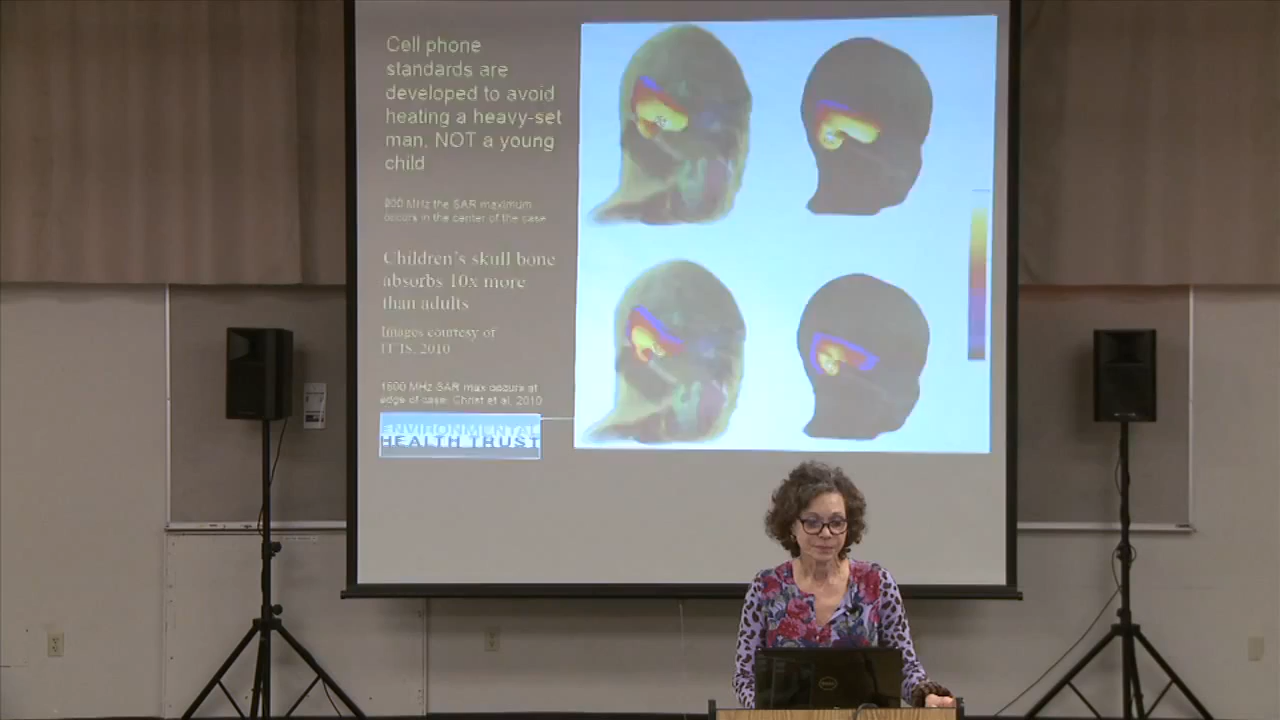 Cell phone
standards are
developed to avoid
heating a heavy-set
man, NOT a young
child
900 MHz the SAR maximum
occurs in the center of the case
Children's skull bone
absorbs 10x more
than adults
Images courtesy of
IT'IS, 2010
1800 MHz SAR max occurs at
edge of case. Christ et al, 2010
ENVIRONMENTAL
HEALTH TRUST
DELL